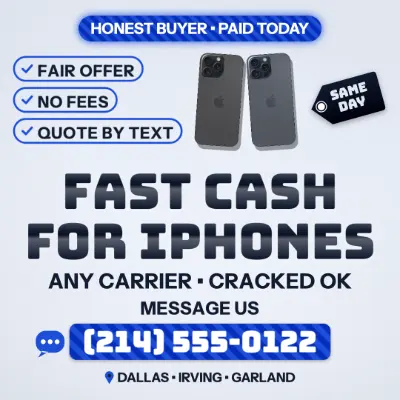 HONEST BUYER ▪ PAID TODAY
FAIR OFFER
NO FEES
QUOTE BY TEXT
SAME
DAY
FAST CASH
FOR IPHONES
ANY CARRIER ▪ CRACKED OK
MESSAGE US
(214) 555-0122
DALLAS ▪ IRVING ▪ GARLAND